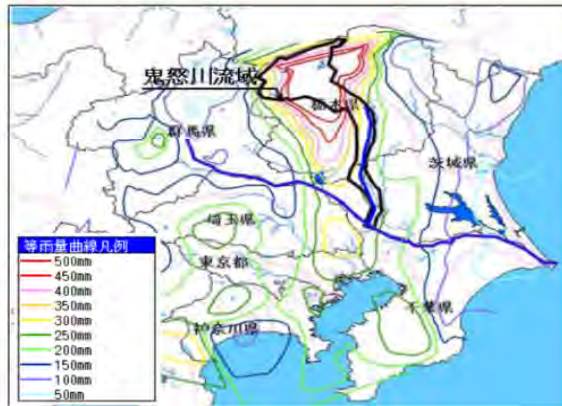 鬼怒川流域
栃木県
群馬県
茨城県
埼玉県
東京都
千葉県
神奈川県
等雨量曲線凡例
500mm
450mm
400mm
350mm
300mm
250mm
200mm
150mm
100mm
50mm